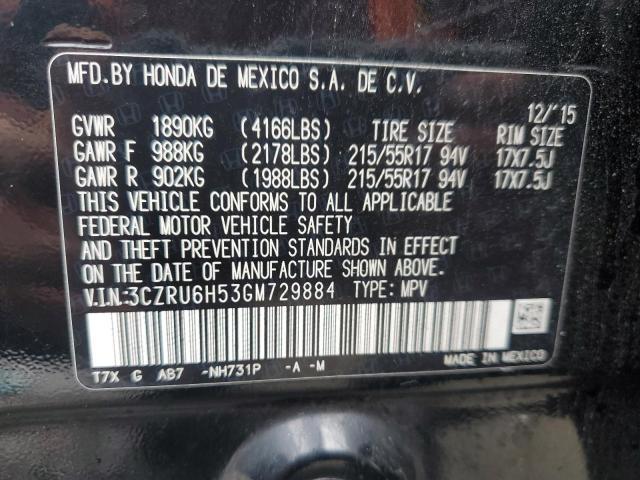 MFD.BY HONDA DE MEXICO S.A. DE C.V.
12/'15
GVWR 1890KG (4166LBS) TIRE SIZE RIM SIZE
GAWR F 988KG (2178LBS) 215/55R17 94V 17X7.5J
GAWR R 902KG (1988LBS) 215/55R17 94V 17X7.5J
THIS VEHICLE CONFORMS TO ALL APPLICABLE
FEDERAL MOTOR VEHICLE SAFETY
AND THEFT PREVENTION STANDARDS IN EFFECT
ON THE DATE OF MANUFACTURE SHOWN ABOVE.
V.I.N.:3CZRU6H53GM729884 TYPE: MPV
T7X G AB7 -NH731P -A -M MADE IN MEXICO